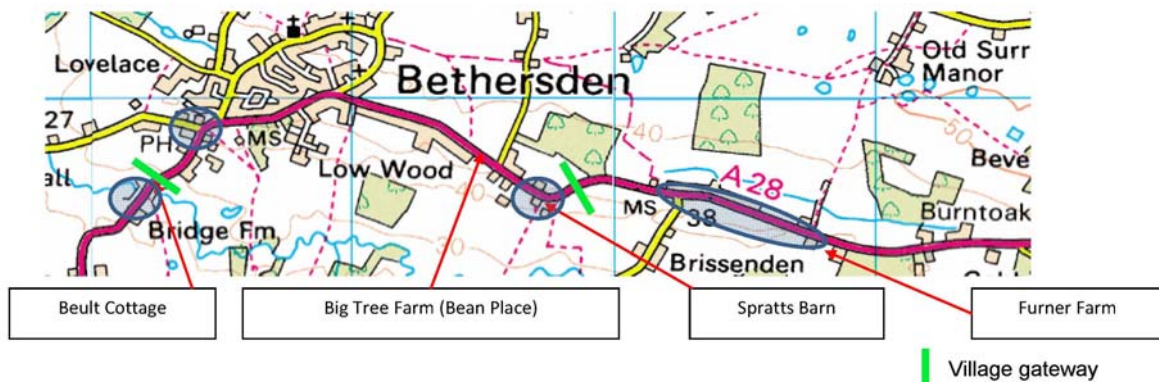 Lovelace
Bethersden
Old Surr
Manor
27
PH
MS
Low Wood
40
40
50
Beve
all
A 28
MS
38
Burntoak
Bridge Fm
30
Brissenden
Beult Cottage
Big Tree Farm (Bean Place)
Spratts Barn
Furner Farm
Village gateway